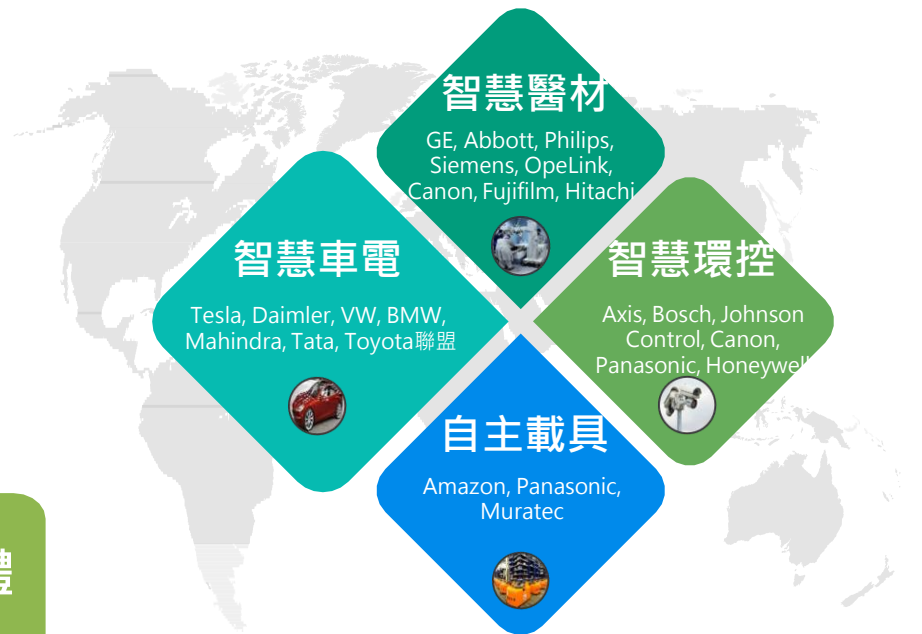 智慧醫材
GE, Abbott, Philips,
Siemens, OpeLink,
Canon, Fujifilm, Hitachi
智慧車電
Tesla, Daimler, VW, BMW,
Mahindra, Tata, Toyota聯盟
智慧環控
Axis, Bosch, Johnson
Control, Canon,
Panasonic, Honeywell
自主載具
Amazon, Panasonic,
Muratec
體